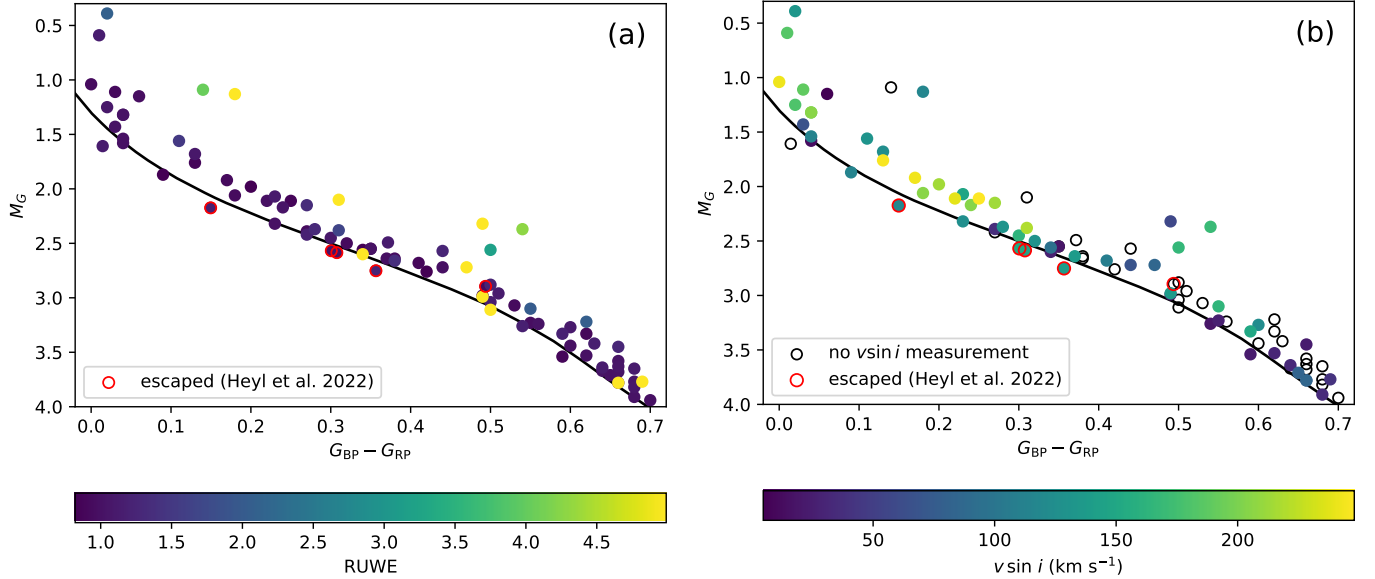 (a)
0.5
1.0
1.5
2.0
2.5
3.0
3.5
4.0
M_G
escaped (Heyl et al. 2022)
0.0 0.1 0.2 0.3 0.4 0.5 0.6 0.7
G_BP − G_RP
1.0 1.5 2.0 2.5 3.0 3.5 4.0 4.5
RUWE
(b)
0.5
1.0
1.5
2.0
2.5
3.0
3.5
4.0
M_G
no v sin i measurement
escaped (Heyl et al. 2022)
0.0 0.1 0.2 0.3 0.4 0.5 0.6 0.7
G_BP − G_RP
50 100 150 200
v sin i (km s⁻¹)